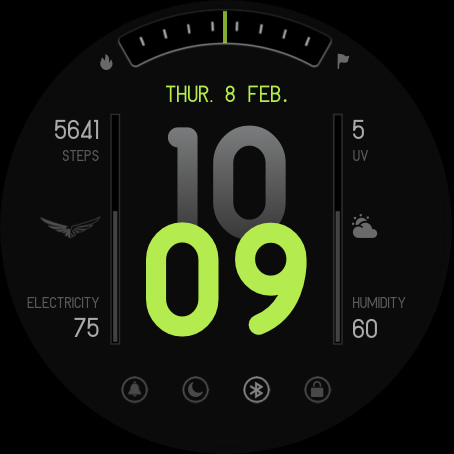 THUR. 8 FEB.
5641
STEPS
10
09
5
UV
ELECTRICITY
75
HUMIDITY
60